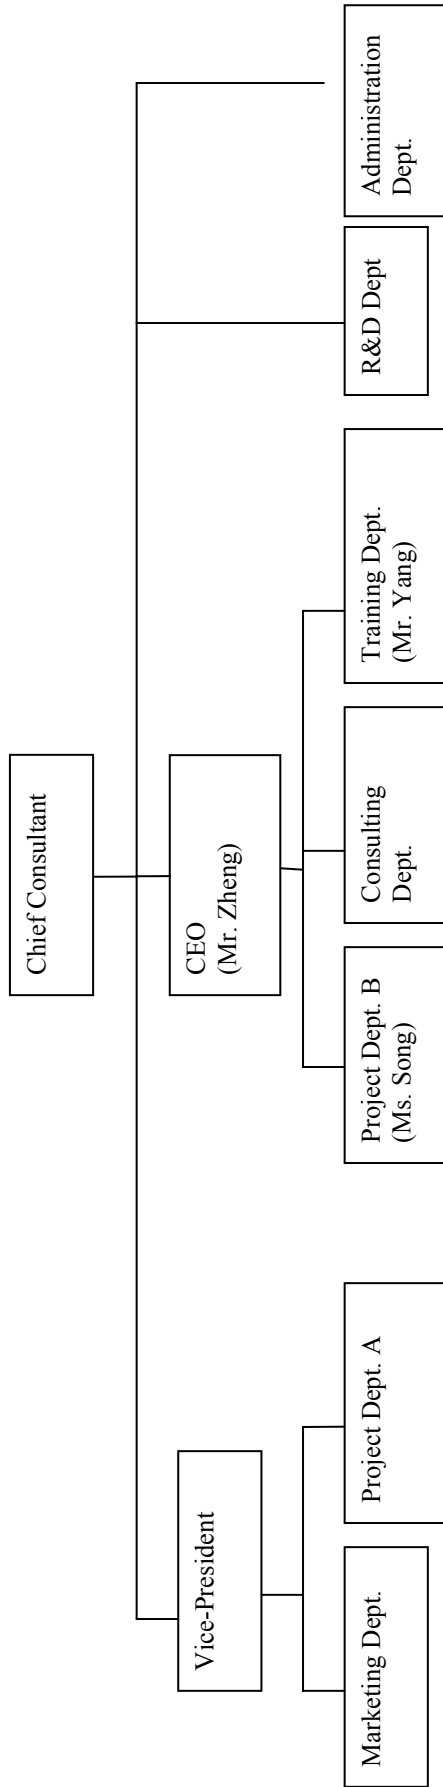 Chief Consultant
Vice-President
CEO
(Mr. Zheng)
Marketing Dept.
Project Dept. A
Project Dept. B
(Ms. Song)
Consulting
Dept.
Training Dept.
(Mr. Yang)
R&D Dept
Administration
Dept.